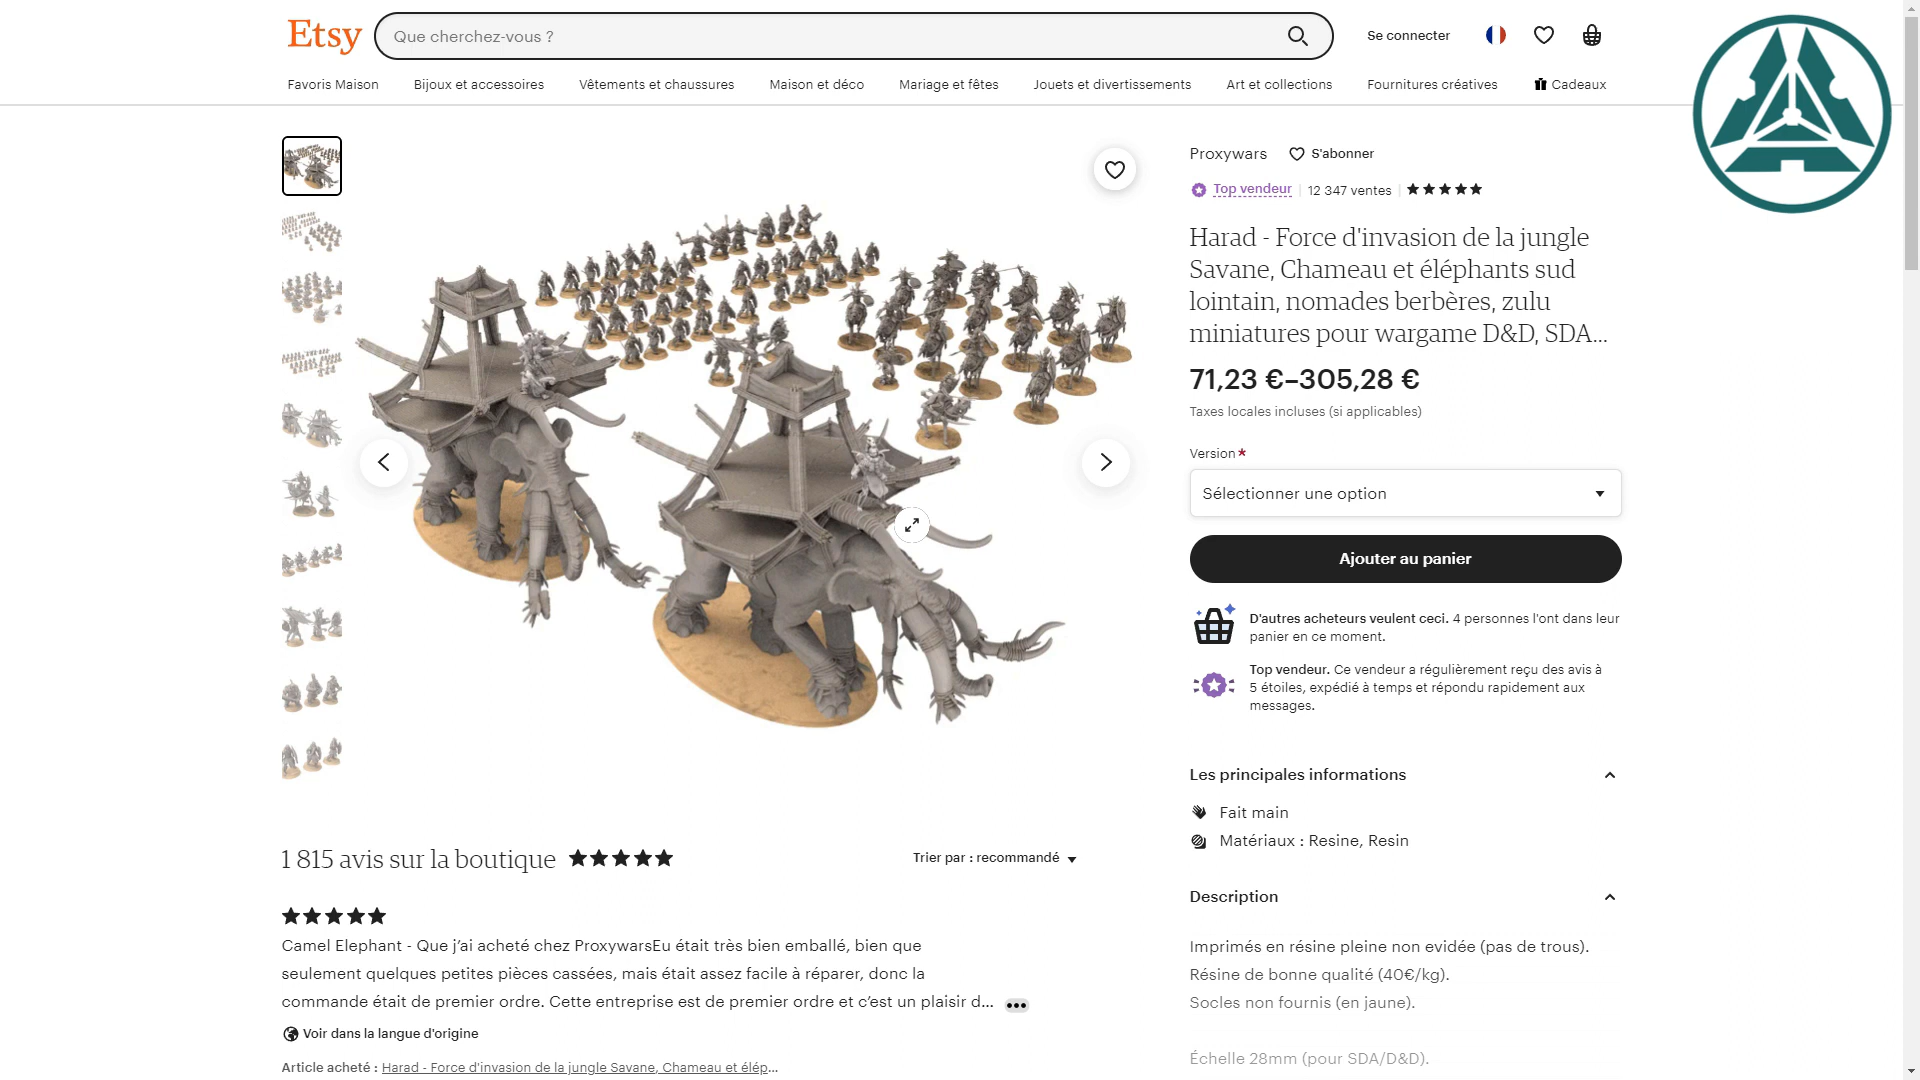 Etsy
Que cherchez-vous ?
Se connecter
Favoris Maison
Bijoux et accessoires
Vêtements et chaussures
Maison et déco
Mariage et fêtes
Jouets et divertissements
Art et collections
Fournitures créatives
Cadeaux
Proxywars
S'abonner
Top vendeur
12 347 ventes
Harad - Force d'invasion de la jungle
Savane, Chameau et éléphants sud
lointain, nomades berbères, zulu
miniatures pour wargame D&D, SDA...
71,23 €–305,28 €
Taxes locales incluses (si applicables)
Version*
Sélectionner une option
Ajouter au panier
D'autres acheteurs veulent ceci. 4 personnes l'ont dans leur
panier en ce moment.
Top vendeur. Ce vendeur a régulièrement reçu des avis à
5 étoiles, expédié à temps et répondu rapidement aux
messages.
Les principales informations
Fait main
Matériaux : Resine, Resin
Description
Imprimés en résine pleine non evidée (pas de trous).
Résine de bonne qualité (40€/kg).
Socles non fournis (en jaune).
Échelle 28mm (pour SDA/D&D).
1 815 avis sur la boutique
Trier par : recommandé
Camel Elephant - Que j’ai acheté chez ProxywarsEu était très bien emballé, bien que
seulement quelques petites pièces cassées, mais était assez facile à réparer, donc la
commande était de premier ordre. Cette entreprise est de premier ordre et c’est un plaisir d...
Voir dans la langue d'origine
Article acheté : Harad - Force d'invasion de la jungle Savane, Chameau et élép...